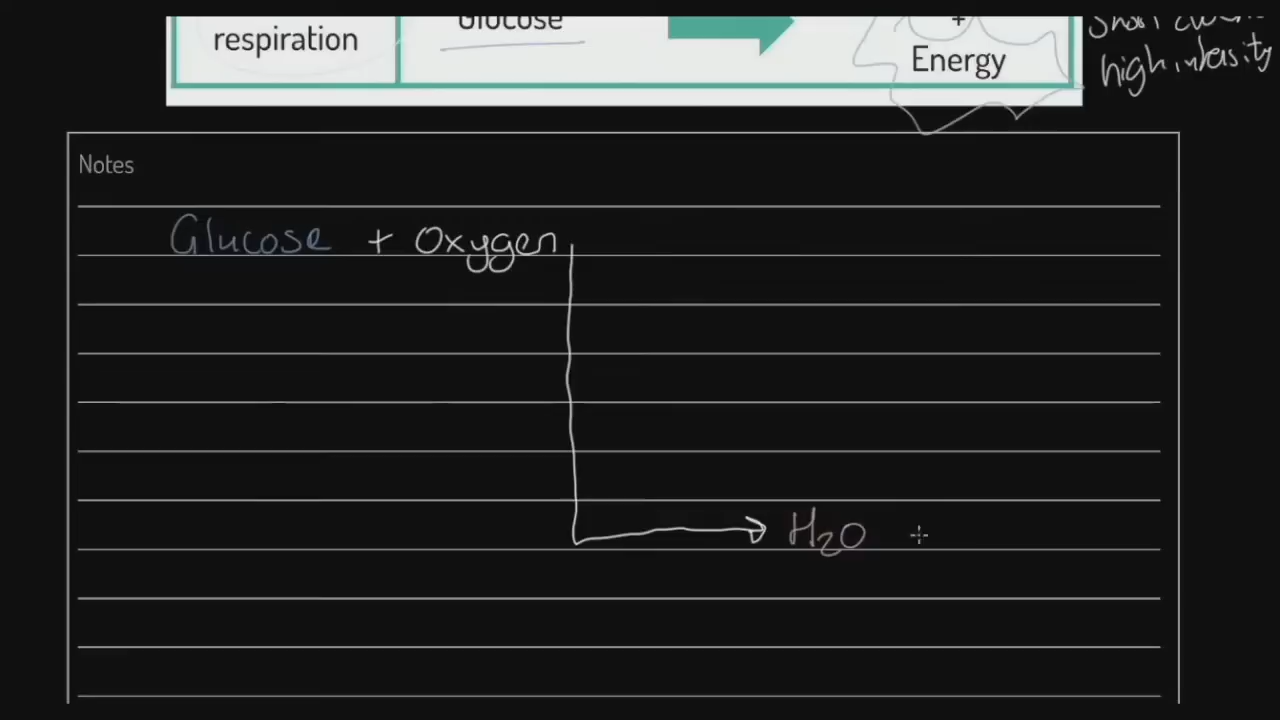 Glucose
+
respiration
Energy
high intensity
Notes
Glucose + Oxygen
H₂O +